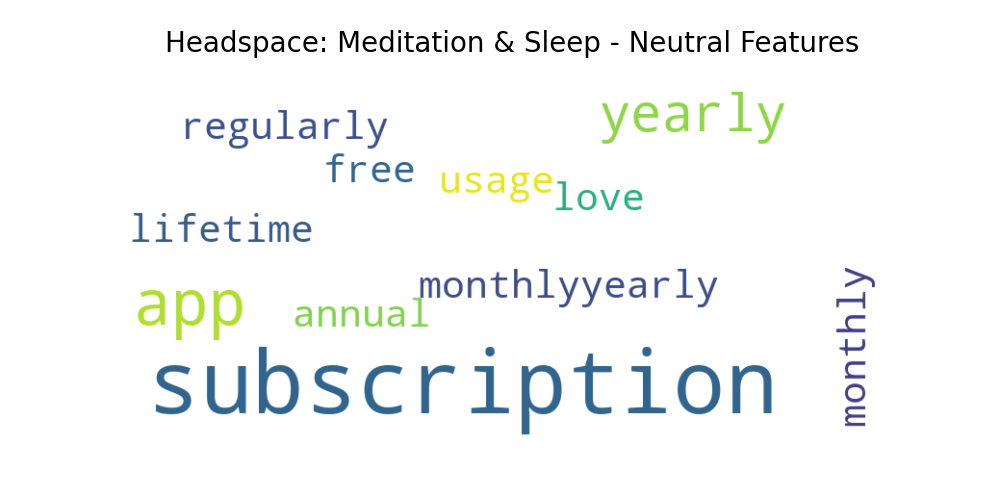 Headspace: Meditation & Sleep - Neutral Features
yearly
regularly
free
usage
love
lifetime
monthlyyearly
app
annual
monthly
subscription